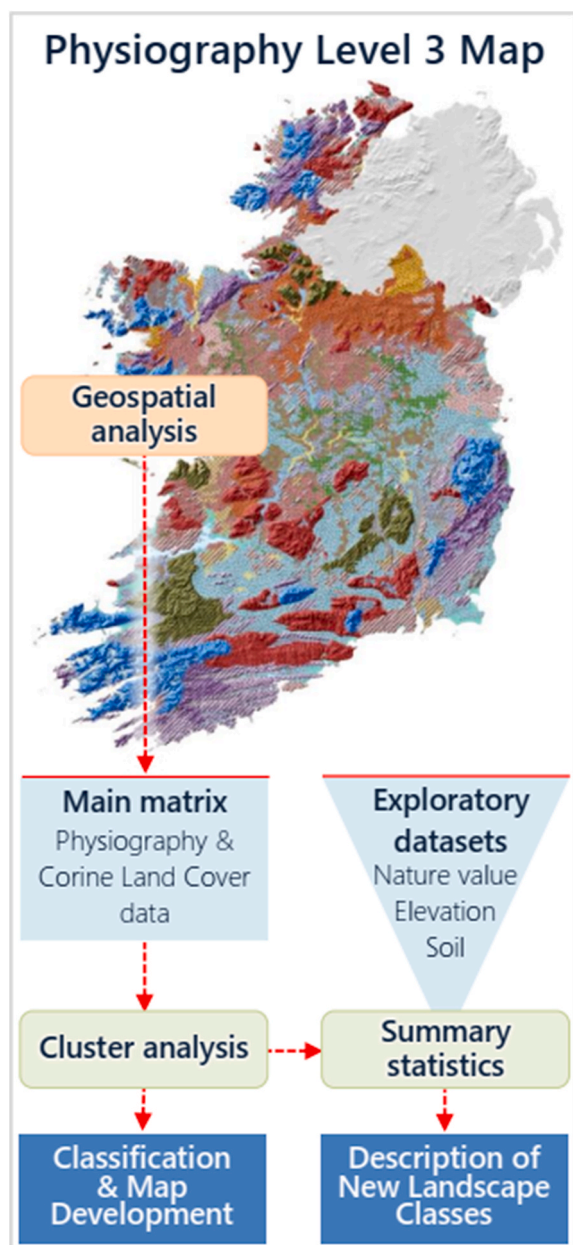 Physiography Level 3 Map
Geospatial
analysis
Main matrix
Physiography &
Corine Land Cover
data
Exploratory
datasets
Nature value
Elevation
Soil
Cluster analysis
Summary
statistics
Classification
& Map
Development
Description of
New Landscape
Classes